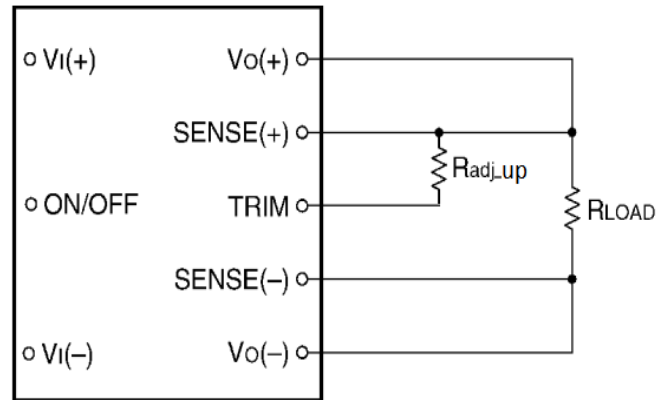 VI(+) VO(+)
SENSE(+)
Radj_up
ON/OFF TRIM RLOAD
SENSE(–)
VI(–) VO(–)